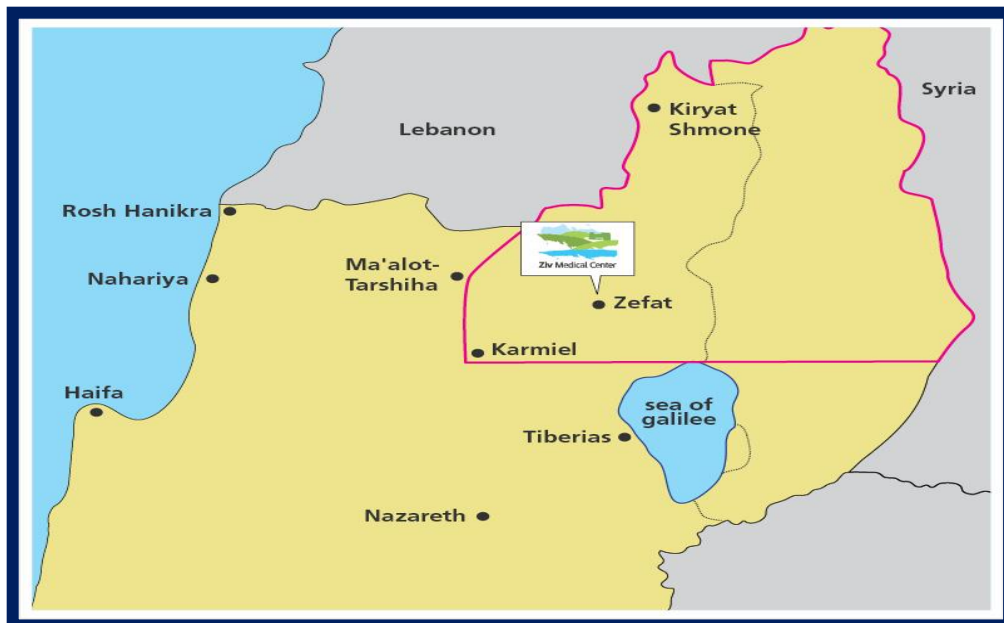 Syria
Kiryat
Shmone
Lebanon
Rosh Hanikra
Ma'alot-
Tarshiha
Nahariya
Ziv Medical Center
Zefat
Karmiel
Haifa
sea of
galilee
Tiberias
Nazareth